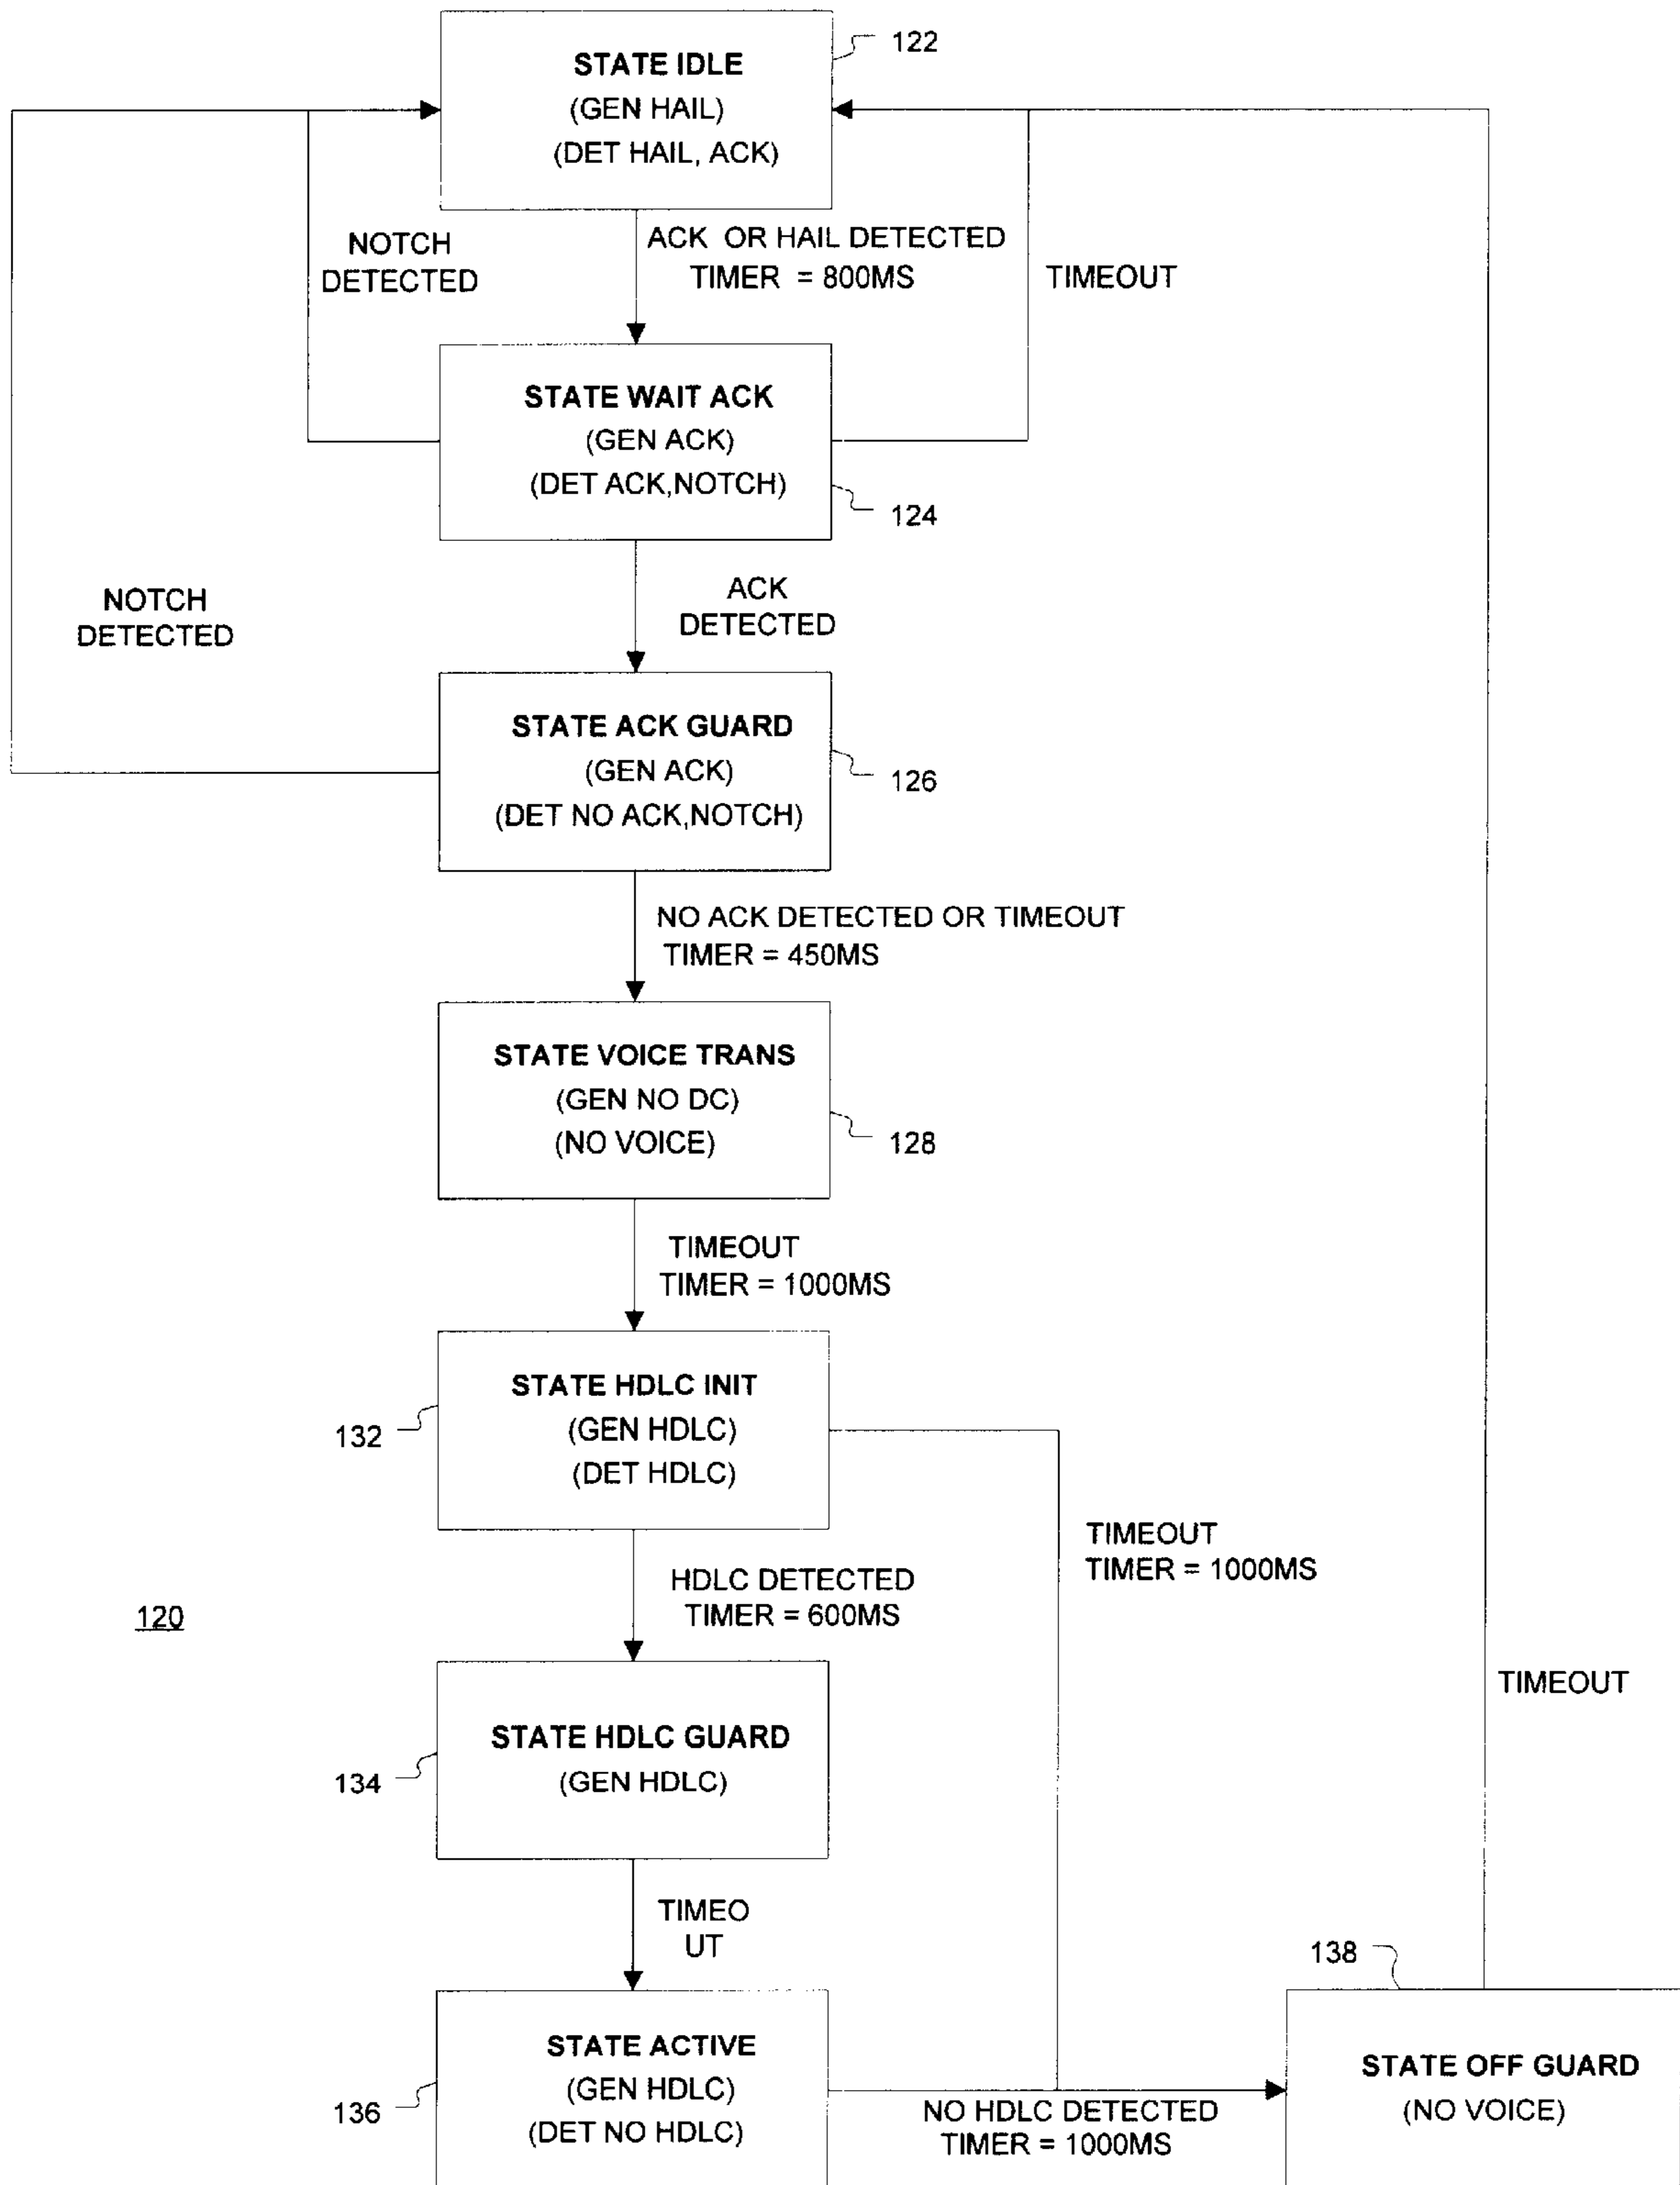 STATE IDLE
(GEN HAIL)
(DET HAIL, ACK)
122
NOTCH
DETECTED
ACK OR HAIL DETECTED
TIMER = 800MS
TIMEOUT
STATE WAIT ACK
(GEN ACK)
(DET ACK,NOTCH)
124
NOTCH
DETECTED
ACK
DETECTED
STATE ACK GUARD
(GEN ACK)
(DET NO ACK,NOTCH)
126
NO ACK DETECTED OR TIMEOUT
TIMER = 450MS
STATE VOICE TRANS
(GEN NO DC)
(NO VOICE)
128
TIMEOUT
TIMER = 1000MS
STATE HDLC INIT
(GEN HDLC)
(DET HDLC)
132
TIMEOUT
TIMER = 1000MS
HDLC DETECTED
TIMER = 600MS
120
TIMEOUT
STATE HDLC GUARD
(GEN HDLC)
134
TIMEO
UT
138
STATE ACTIVE
(GEN HDLC)
(DET NO HDLC)
136
NO HDLC DETECTED
TIMER = 1000MS
STATE OFF GUARD
(NO VOICE)